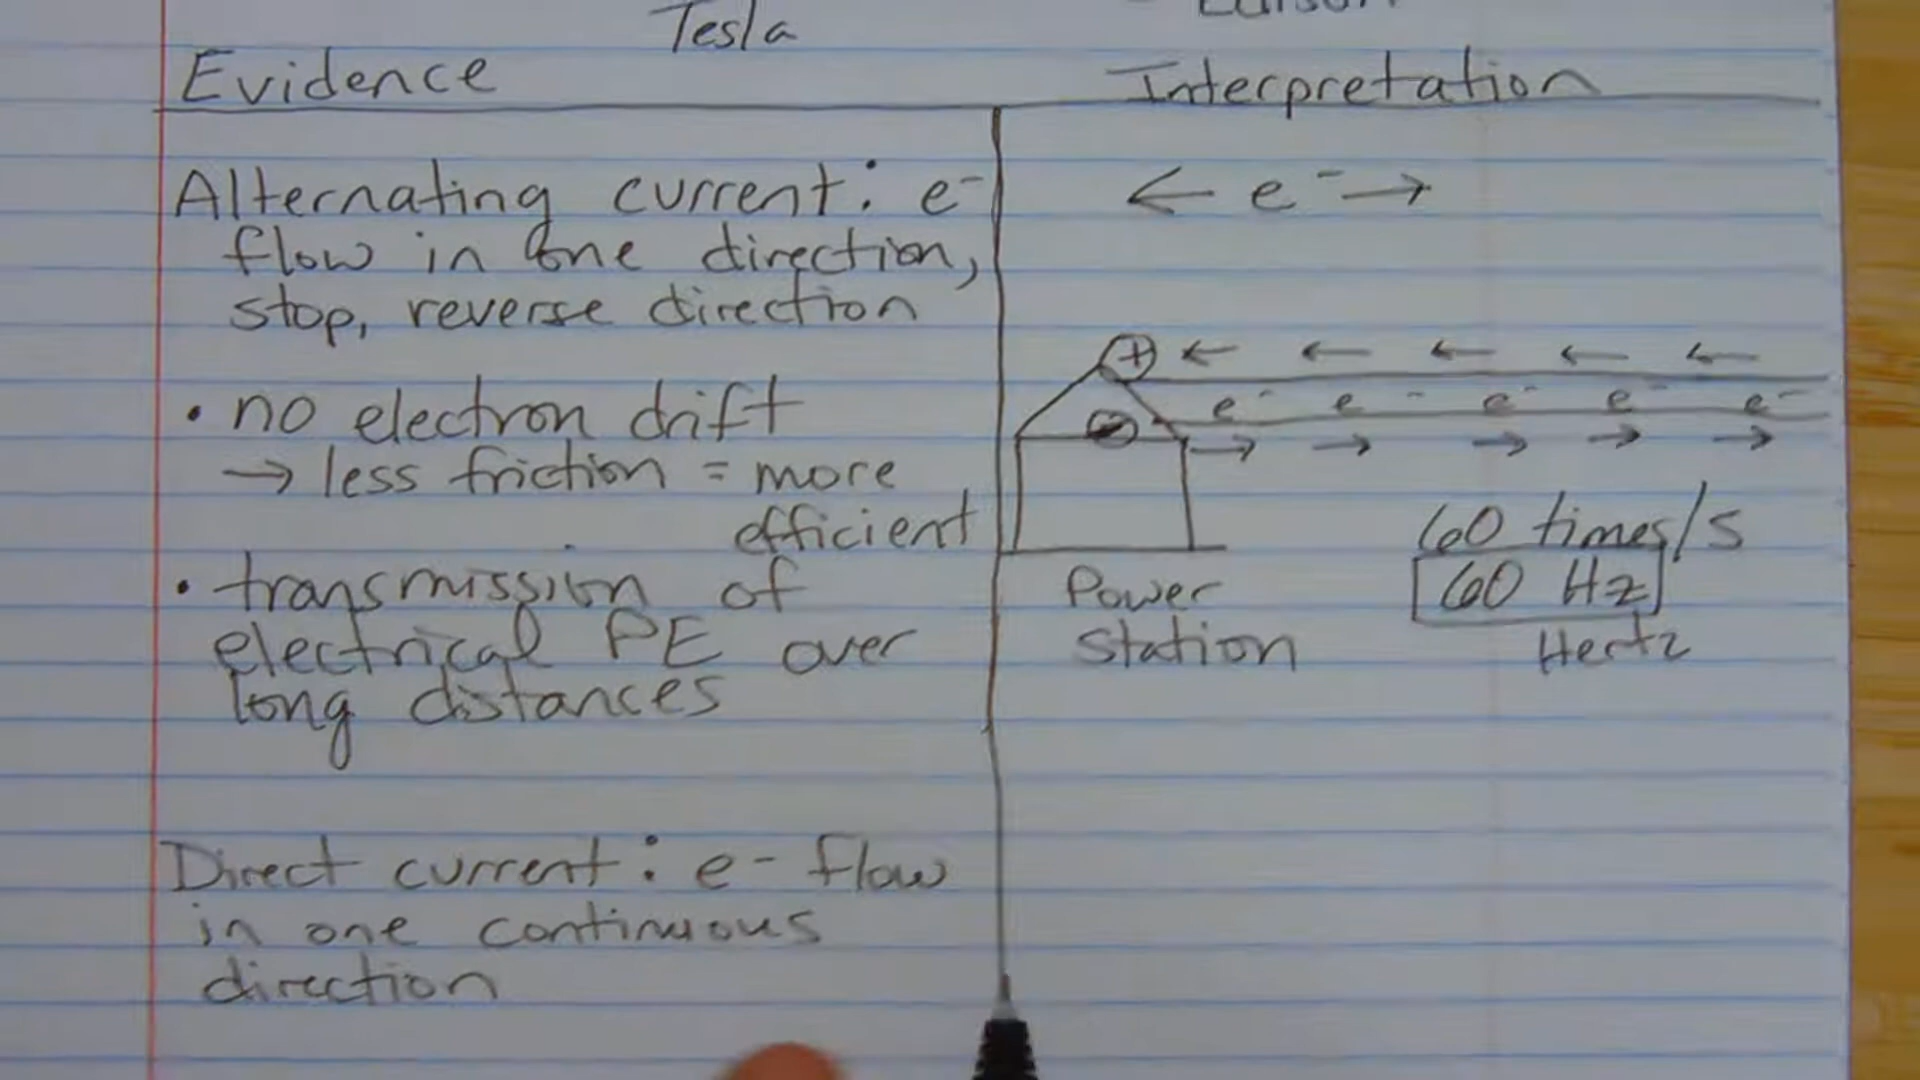 Tesla
Evidence
Interpretation
Alternating current: e-
flow in one direction,
stop, reverse direction
• no electron drift
→ less friction = more
efficient
• transmission of
electrical PE over
long distances
Direct current: e- flow
in one continuous
direction
← e- →
+ ← ← ← ← ←
- e- e- e- e- e-
→ → → → →
60 times/s
60 Hz
Hertz
Power
Station